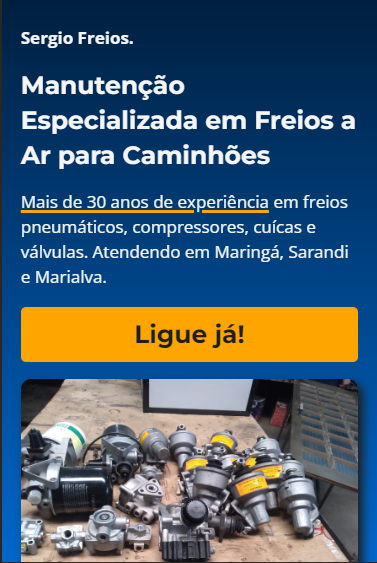 Sergio Freios.
Manutenção
Especializada em Freios a
Ar para Caminhões
Mais de 30 anos de experiência em freios
pneumáticos, compressores, cuícas e
válvulas. Atendendo em Maringá, Sarandi
e Marialva.
Ligue já!